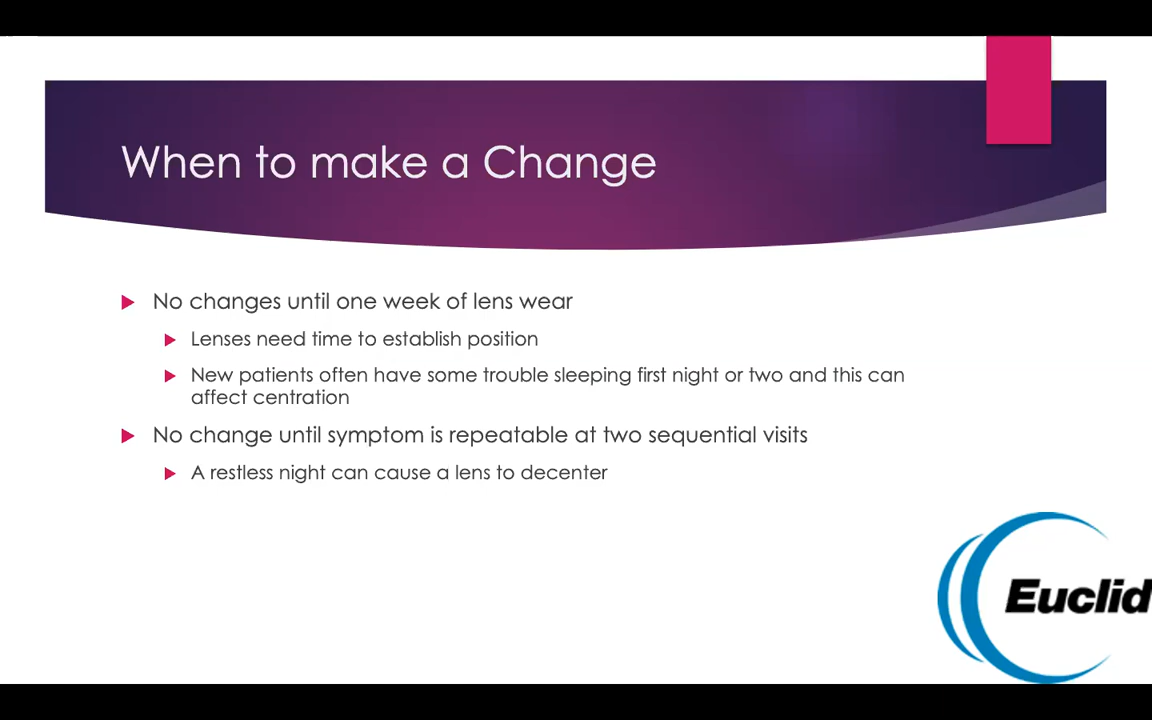 When to make a Change
No changes until one week of lens wear
Lenses need time to establish position
New patients often have some trouble sleeping first night or two and this can
affect centration
No change until symptom is repeatable at two sequential visits
A restless night can cause a lens to decenter
Euclid